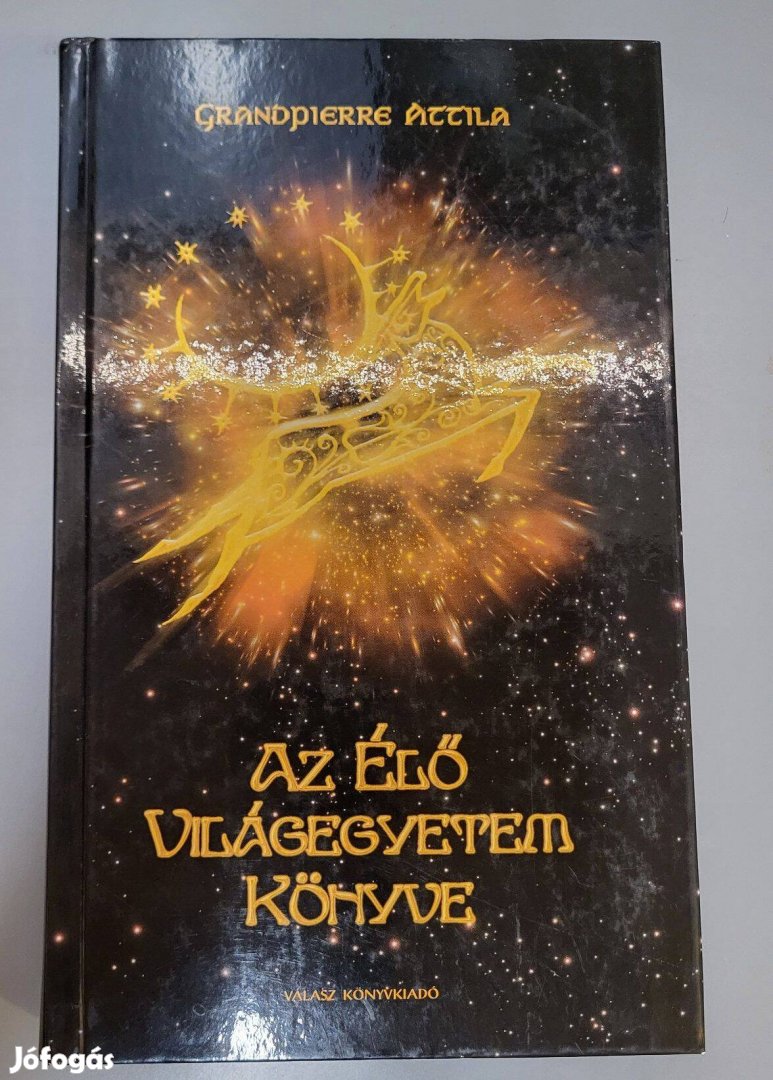 Grandpierre Attila
Az Élő
Világegyetem
Könyve
VÁLASZ KÖNYVKIADÓ
Jófogás